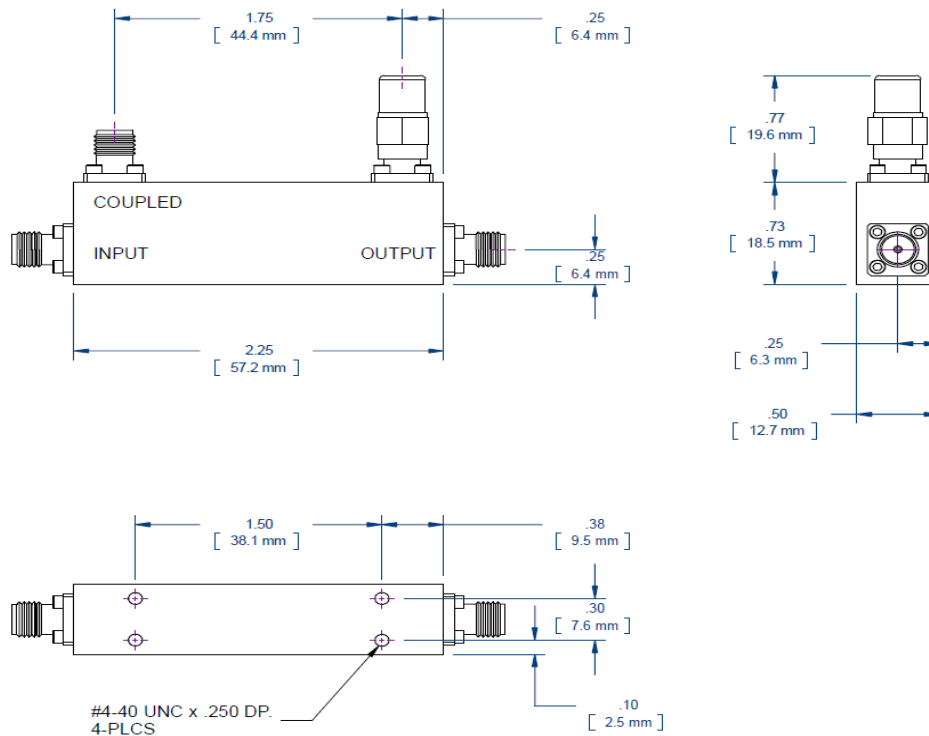 1.75
[ 44.4 mm ]
.25
[ 6.4 mm ]
.77
[ 19.6 mm ]
COUPLED
INPUT
OUTPUT
.25
[ 6.4 mm ]
.73
[ 18.5 mm ]
2.25
[ 57.2 mm ]
.25
[ 6.3 mm ]
.50
[ 12.7 mm ]
1.50
[ 38.1 mm ]
.38
[ 9.5 mm ]
.30
[ 7.6 mm ]
#4-40 UNC x .250 DP.
4-PLCS
.10
[ 2.5 mm ]